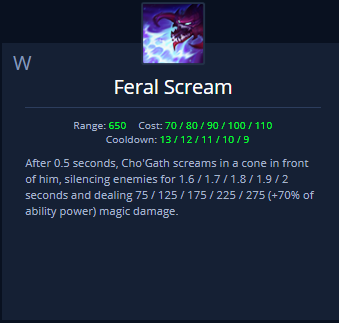 W
Feral Scream
Range: 650 Cost: 70 / 80 / 90 / 100 / 110
Cooldown: 13 / 12 / 11 / 10 / 9
After 0.5 seconds, Cho'Gath screams in a cone in front
of him, silencing enemies for 1.6 / 1.7 / 1.8 / 1.9 / 2
seconds and dealing 75 / 125 / 175 / 225 / 275 (+70% of
ability power) magic damage.